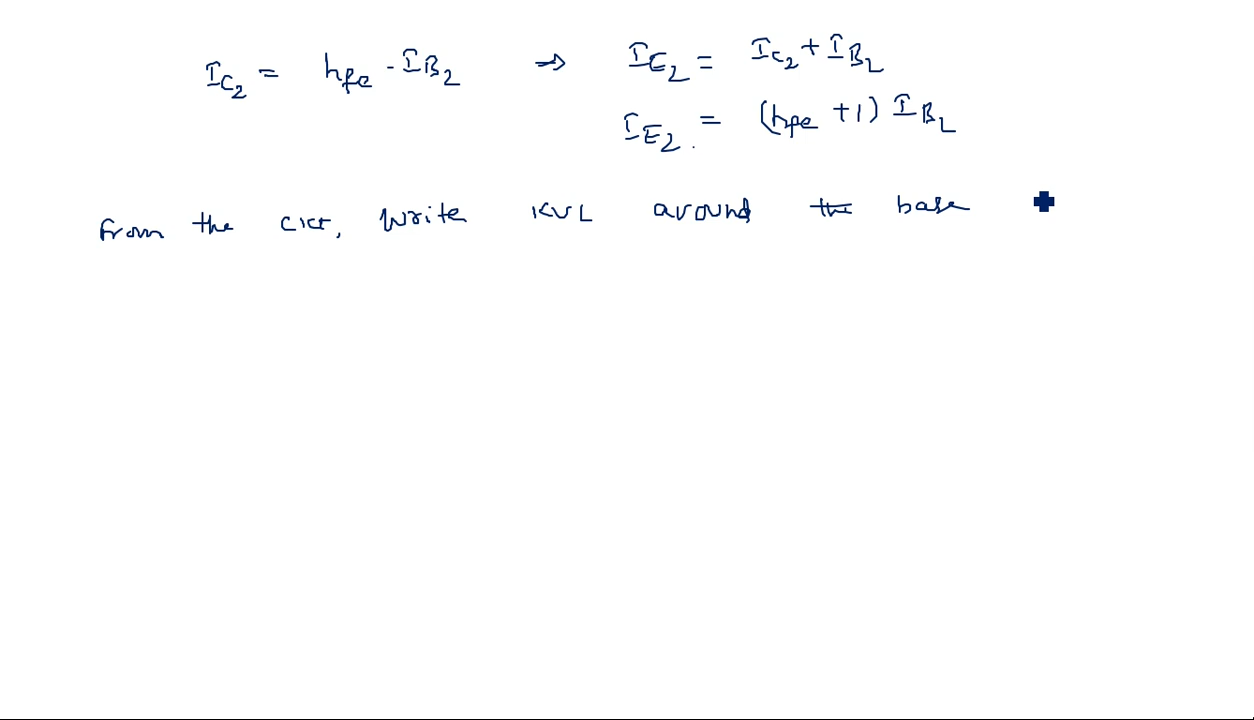 I_C2 = hfe . I_B2 ⇒ I_E2 = I_C2 + I_B2
I_E2 = (hfe + 1) I_B2
From the ckt, write KVL around the base